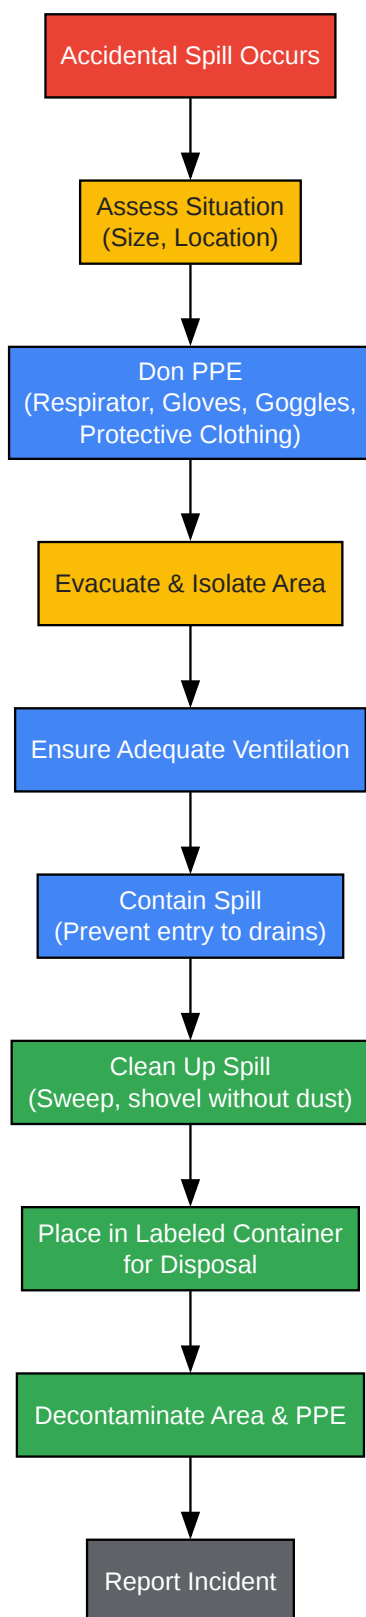 Accidental Spill Occurs
Assess Situation
(Size, Location)
Don PPE
(Respirator, Gloves, Goggles,
Protective Clothing)
Evacuate & Isolate Area
Ensure Adequate Ventilation
Contain Spill
(Prevent entry to drains)
Clean Up Spill
(Sweep, shovel without dust)
Place in Labeled Container
for Disposal
Decontaminate Area & PPE
Report Incident